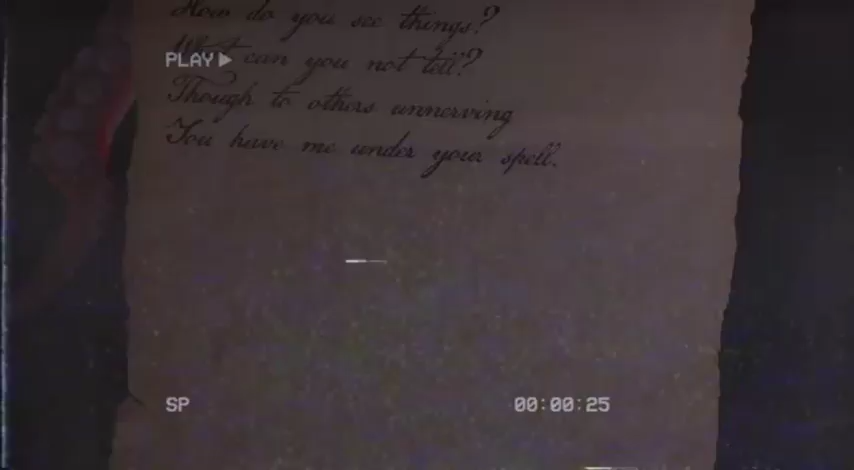 How do you see things?
What can you not tell?
PLAY▶
Though to others unnerving
You have me under your spell.
SP
00:00:25